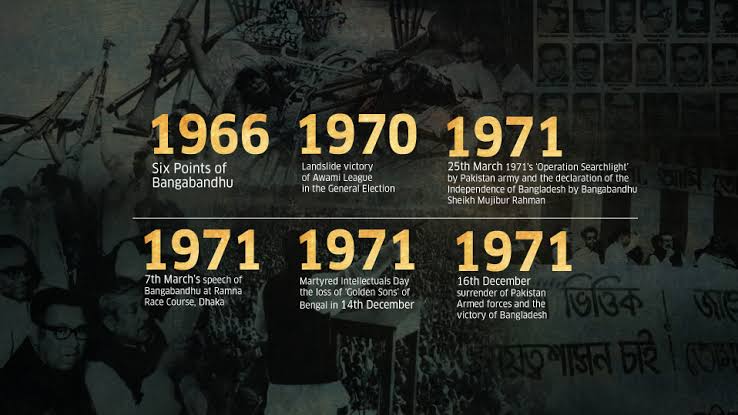 1966
Six Points of
Bangabandhu
1970
Landslide victory
of Awami League
in the General Election
1971
25th March 1971's 'Operation Searchlight'
by Pakistan army and the declaration of the
Independence of Bangladesh by Bangabandhu
Sheikh Mujibur Rahman
1971
7th March's speech of
Bangabandhu at Ramna
Race Course, Dhaka
1971
Martyred Intellectuals Day
the loss of 'Golden Sons' of
Bengal in 14th December
1971
16th December
surrender of Pakistan
Armed forces and the
victory of Bangladesh
ভিত্তিক
চাই